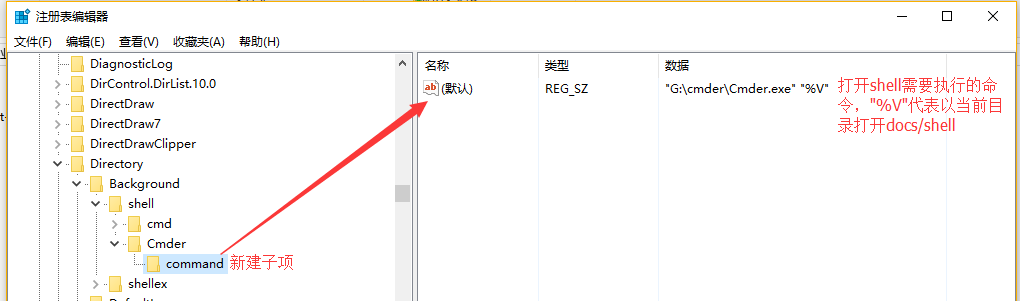 注册表编辑器
文件(F) 编辑(E) 查看(V) 收藏夹(A) 帮助(H)
DiagnosticLog
DirControl.DirList.10.0
DirectDraw
DirectDraw7
DirectDrawClipper
Directory
Background
shell
cmd
Cmder
command 新建子项
shellex
名称 类型 数据
ab (默认) REG_SZ "G:\cmder\Cmder.exe" "%V"
打开shell需要执行的命
令，"%V"代表以当前目
录打开docs/shell